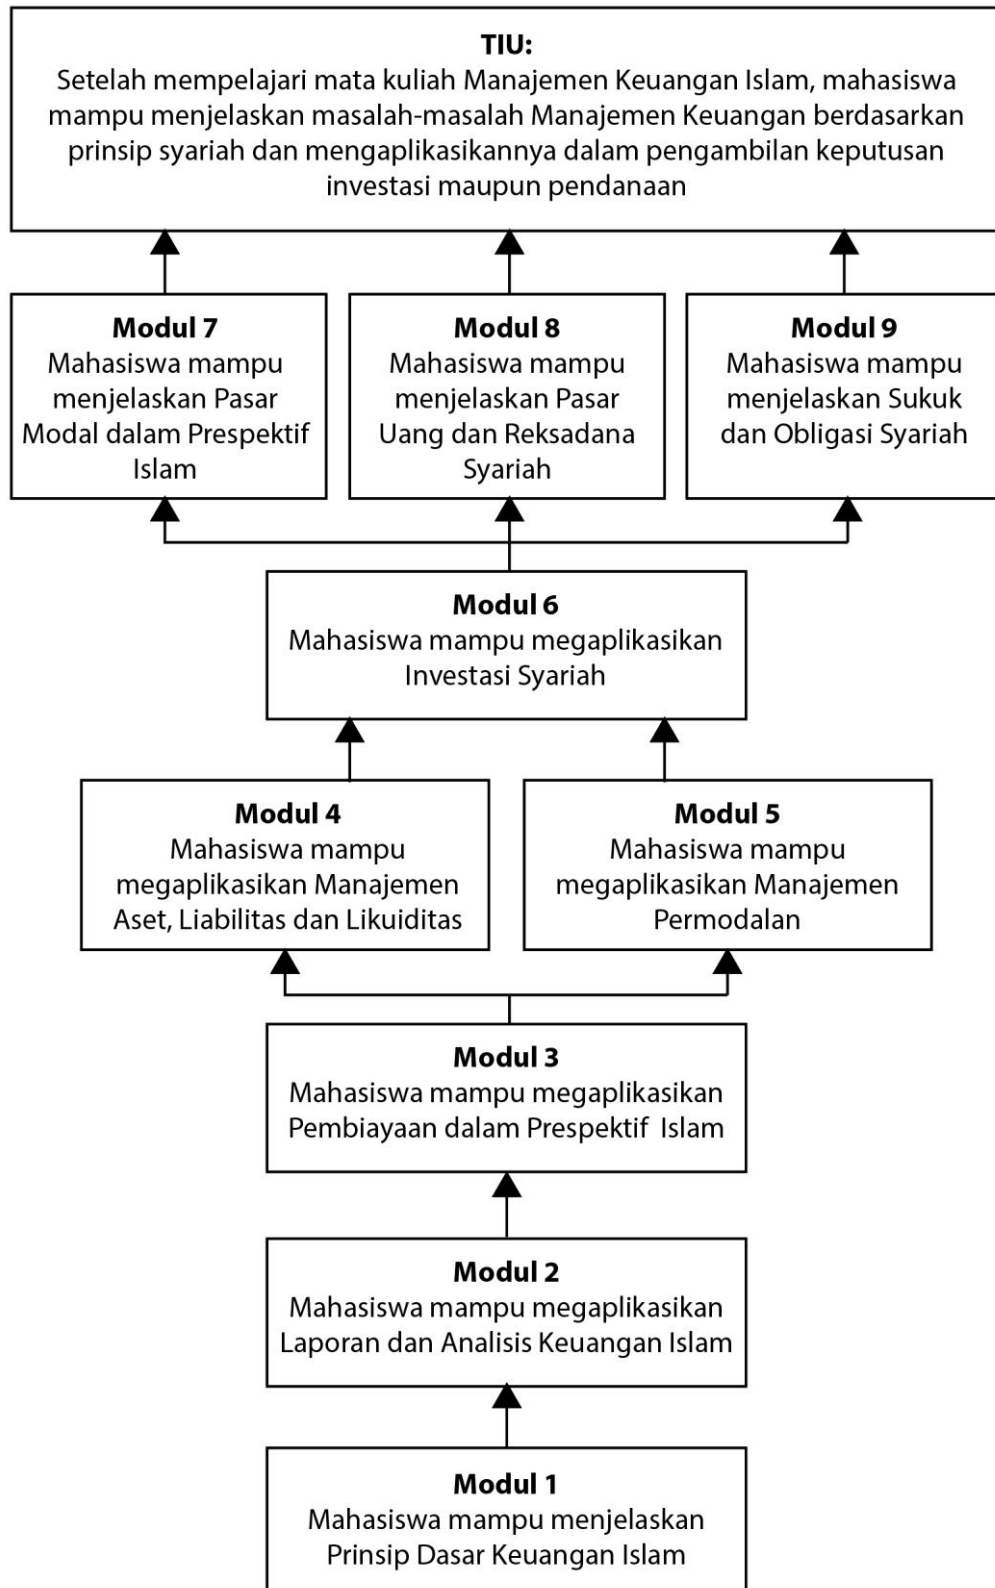 TIU:
Setelah mempelajari mata kuliah Manajemen Keuangan Islam, mahasiswa
mampu menjelaskan masalah-masalah Manajemen Keuangan berdasarkan
prinsip syariah dan mengaplikasikannya dalam pengambilan keputusan
investasi maupun pendanaan
Modul 7
Mahasiswa mampu
menjelaskan Pasar
Modal dalam Prespektif
Islam
Modul 8
Mahasiswa mampu
menjelaskan Pasar
Uang dan Reksadana
Syariah
Modul 9
Mahasiswa mampu
menjelaskan Sukuk
dan Obligasi Syariah
Modul 6
Mahasiswa mampu megaplikasikan
Investasi Syariah
Modul 4
Mahasiswa mampu
megaplikasikan Manajemen
Aset, Liabilitas dan Likuiditas
Modul 5
Mahasiswa mampu
megaplikasikan Manajemen
Permodalan
Modul 3
Mahasiswa mampu megaplikasikan
Pembiayaan dalam Prespektif Islam
Modul 2
Mahasiswa mampu megaplikasikan
Laporan dan Analisis Keuangan Islam
Modul 1
Mahasiswa mampu menjelaskan
Prinsip Dasar Keuangan Islam